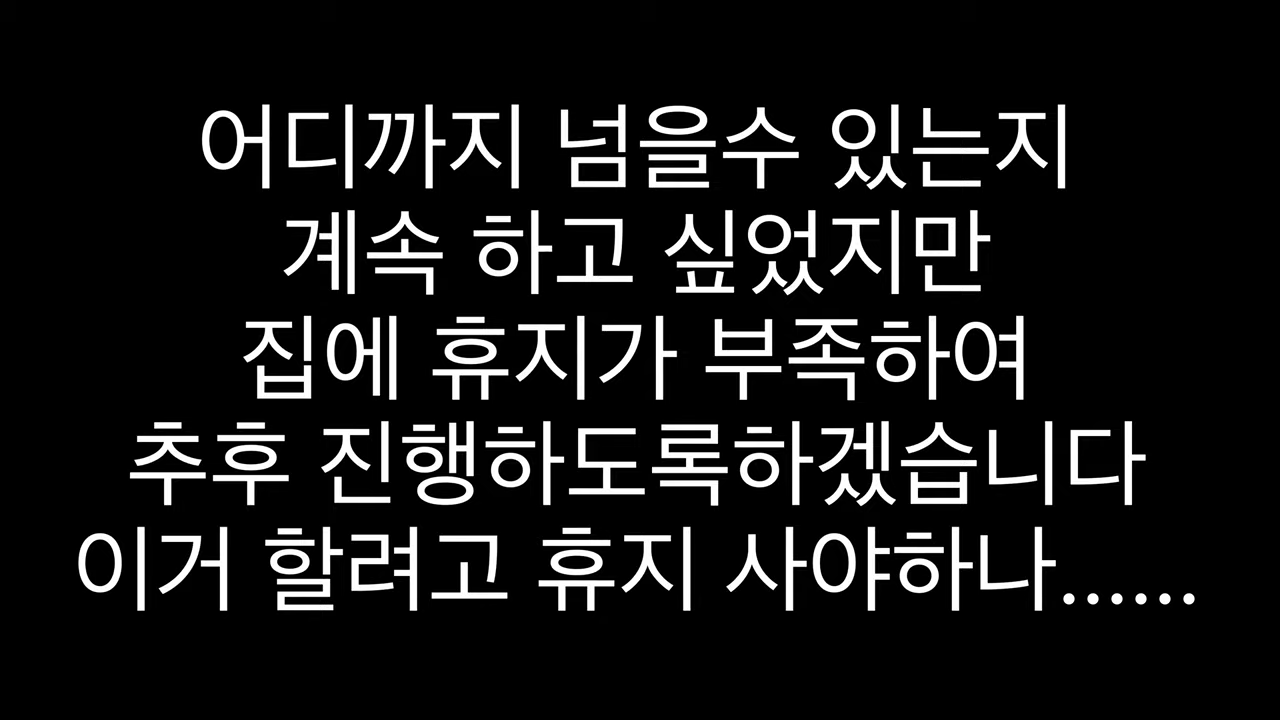 어디까지 넘을수 있는지
계속 하고 싶었지만
집에 휴지가 부족하여
추후 진행하도록하겠습니다
이거 할려고 휴지 사야하나......